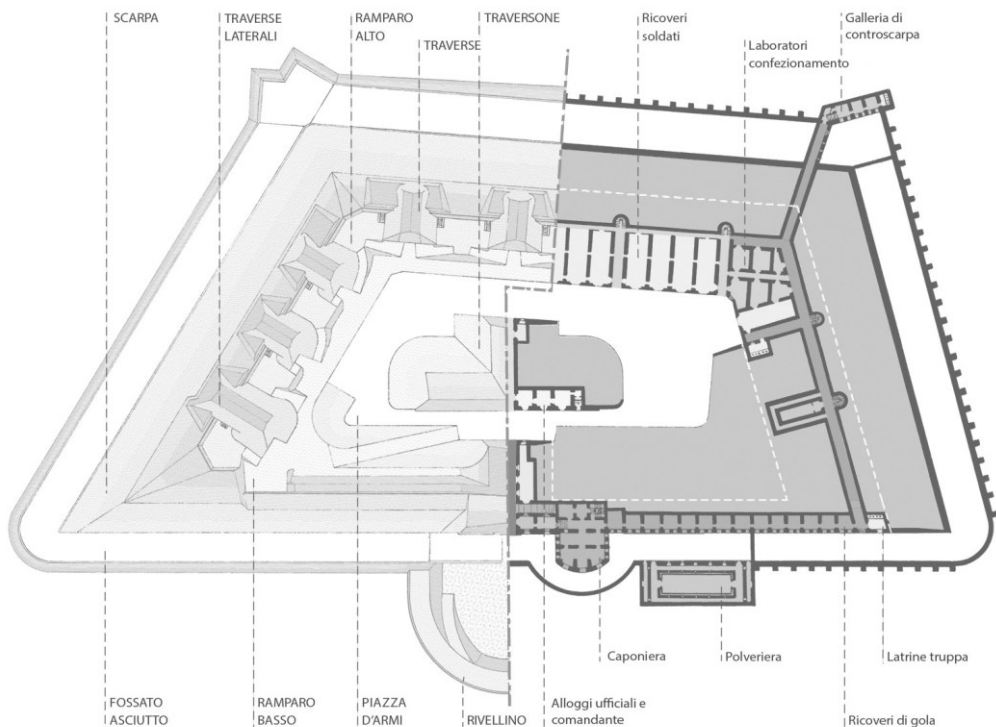 SCARPA
TRAVERSE
LATERALI
RAMPARO
ALTO
TRAVERSE
TRAVERSONE
Ricoveri
soldati
Laboratori
confezionamento
Galleria di
controscarpa
Caponiera
Polveriera
Latrine truppa
FOSSATO
ASCIUTTO
RAMPARO
BASSO
PIAZZA
D'ARMI
RIVELLINO
Alloggi ufficiali e
comandante
Ricoveri di gola